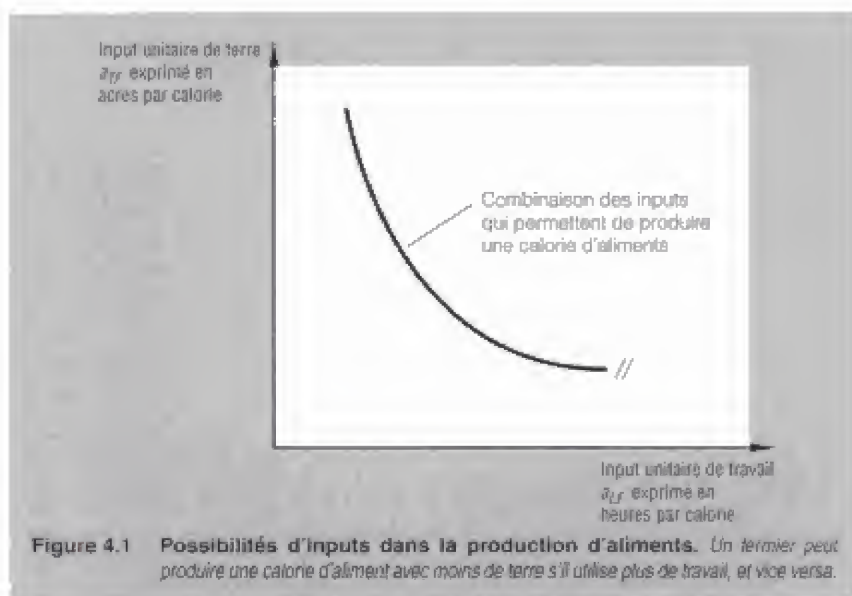 Input unitaire de terre
a_Tf exprimé en
acres par calorie
Combinaison des inputs
qui permettent de produire
une calorie d'aliments
II
Input unitaire de travail
a_Lf exprimé en
heures par calorie
Figure 4.1 Possibilités d'inputs dans la production d'aliments. Un fermier peut
produire une calorie d'aliment avec moins de terre s'il utilise plus de travail, et vice versa.